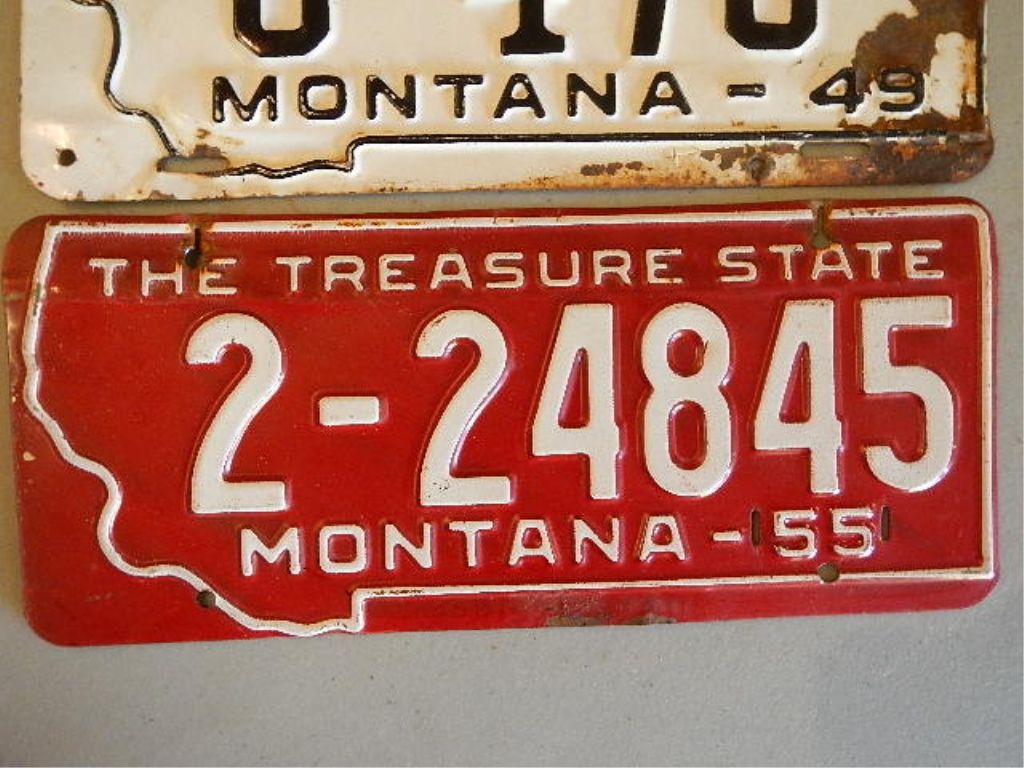 MONTANA - 49
THE TREASURE STATE
2-24845
MONTANA - 55